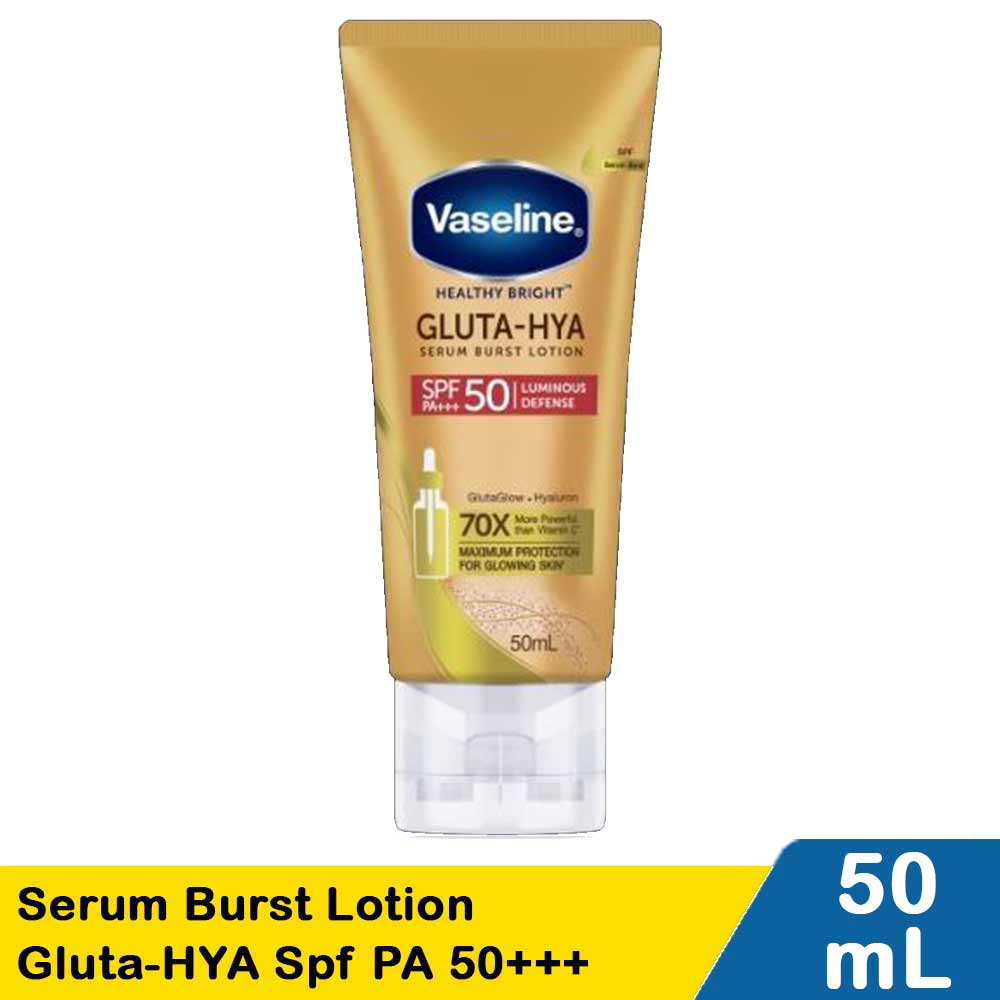 SPF
Vaseline®
HEALTHY BRIGHT™
GLUTA-HYA
SERUM BURST LOTION
SPF 50
PA+++
LUMINOUS
DEFENSE
GlutaGlow • Hyaluron
70X More Powerful
than Vitamin C*
MAXIMUM PROTECTION
FOR GLOWING SKIN*
50mL
Serum Burst Lotion
Gluta-HYA Spf PA 50+++
50
mL